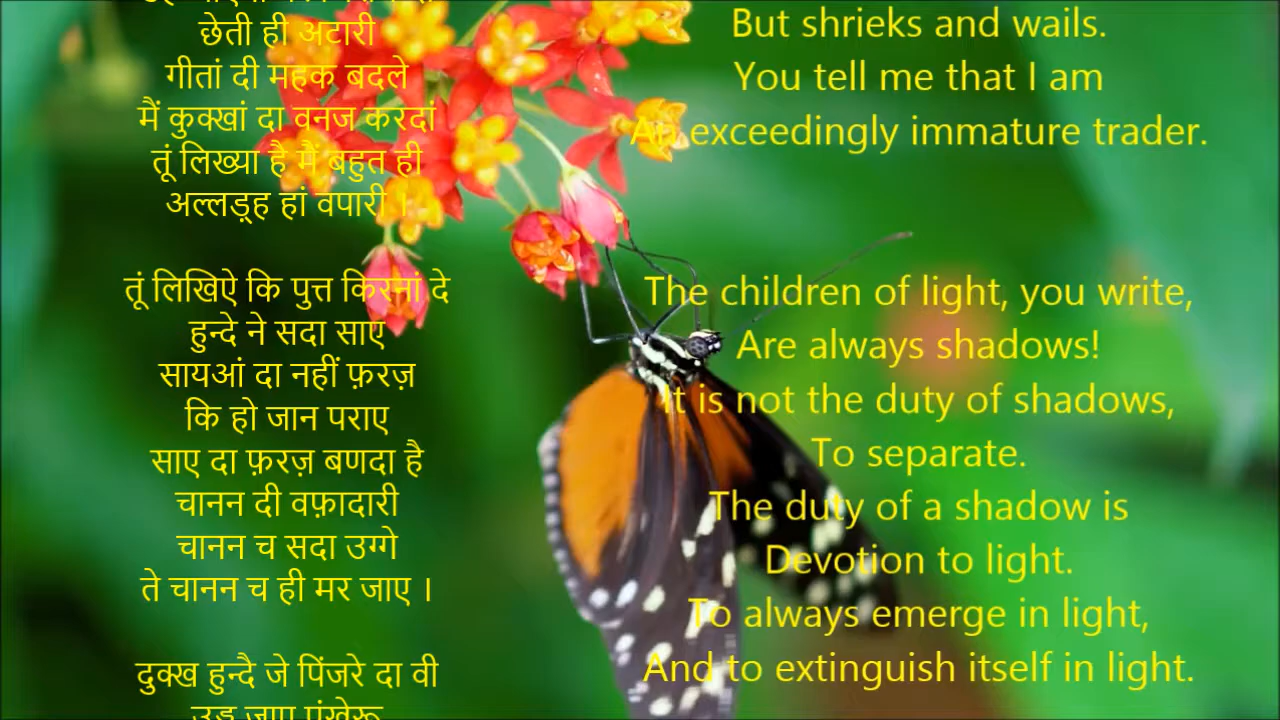 छेती ही अटारी
गीतां दी महक बदले
मैं कुक्खां दा वनज करदां
तूं लिख्या है मैं बहुत ही
अल्लड़्ह हां वपारी ।
तूं लिखिऐ कि पुत्त किरनां दे
हुन्दे ने सदा साए
सायआं दा नहीं फ़रज़
कि हो जान पराए
साए दा फ़रज़ बणदा है
चानन दी वफ़ादारी
चानन च सदा उग्गे
ते चानन च ही मर जाए ।
दुक्ख हुन्दै जे पिंजरे दा वी
उड़ जाए पंखेरू
But shrieks and wails.
You tell me that I am
An exceedingly immature trader.
The children of light, you write,
Are always shadows!
It is not the duty of shadows,
To separate.
The duty of a shadow is
Devotion to light.
To always emerge in light,
And to extinguish itself in light.